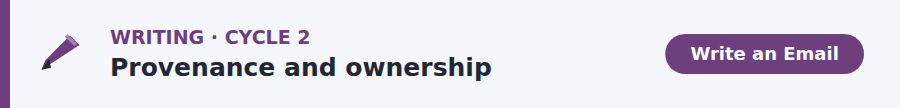 WRITING · CYCLE 2
Provenance and ownership
Write an Email